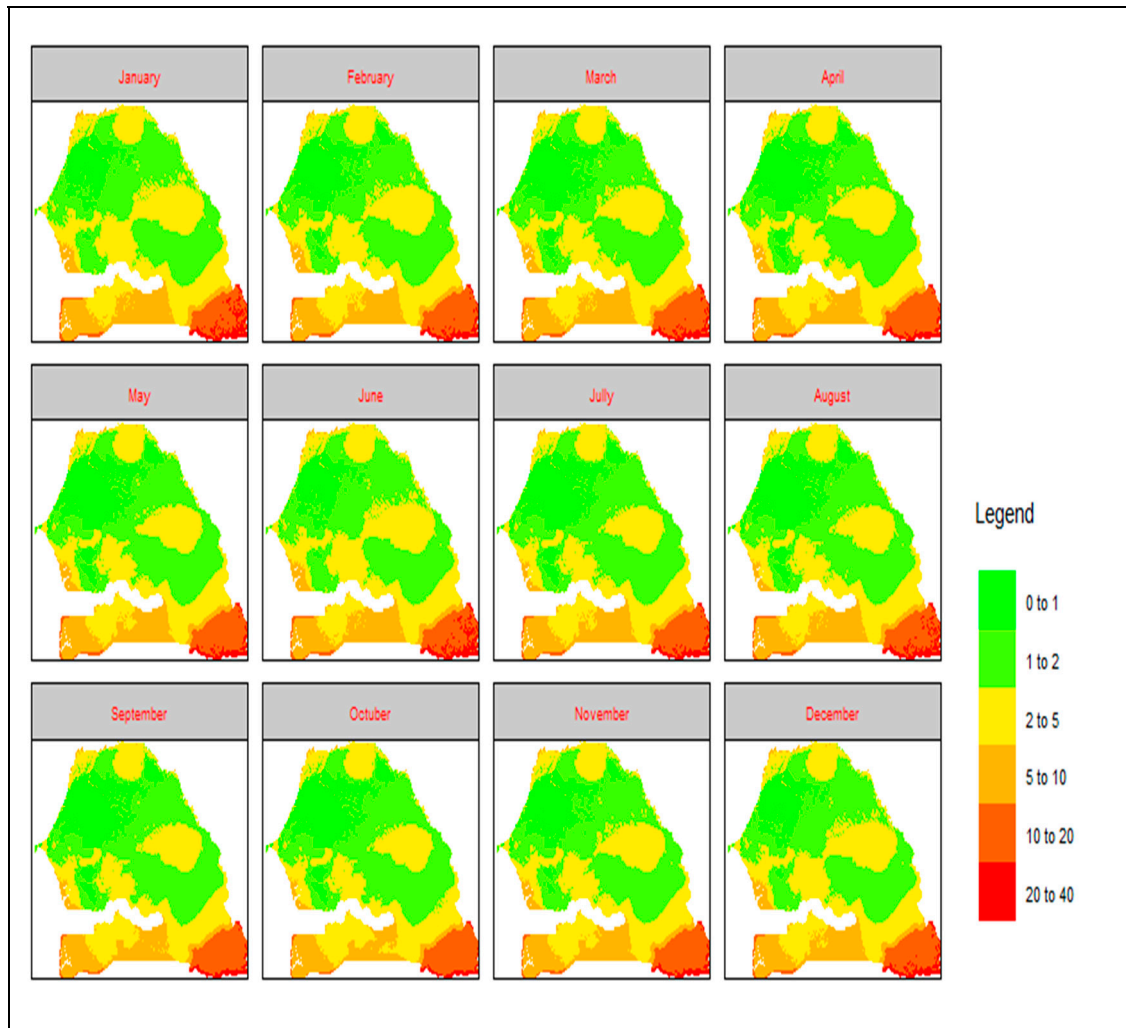 January
February
March
April
May
June
Jully
August
September
Octuber
November
December
Legend
0 to 1
1 to 2
2 to 5
5 to 10
10 to 20
20 to 40